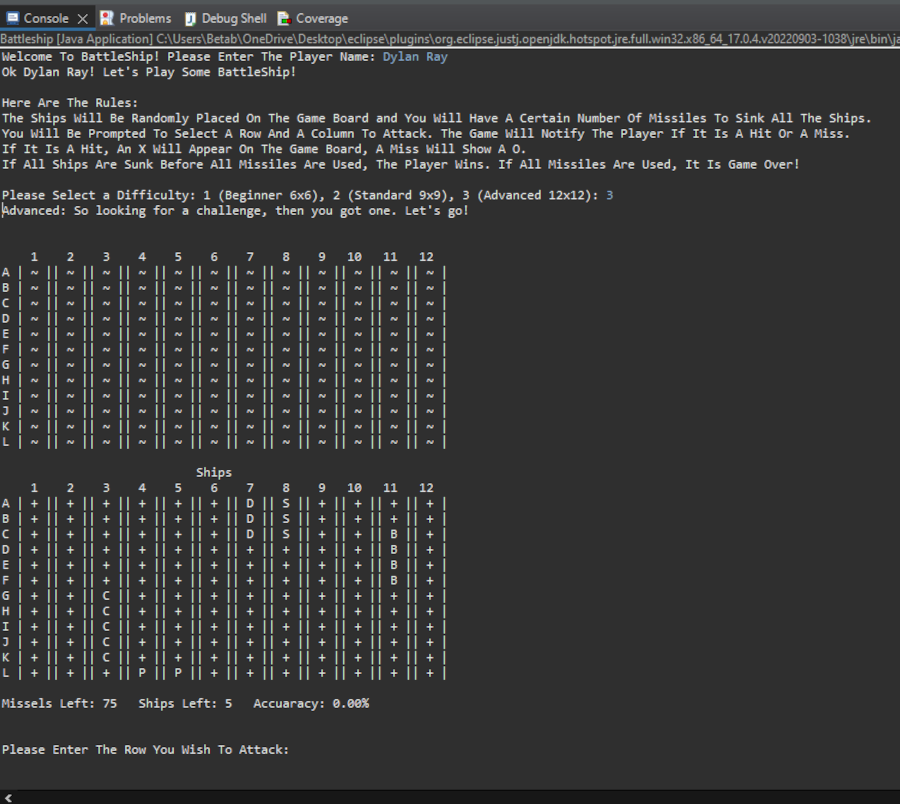 Console Problems Debug Shell Coverage
Battleship [Java Application] C:\Users\Betab\OneDrive\Desktop\eclipse\plugins\org.eclipse.justj.openjdk.hotspot.jre.full.win32.x86_64_17.0.4.v20220903-1038\jre\bin\ja
Welcome To BattleShip! Please Enter The Player Name: Dylan Ray
Ok Dylan Ray! Let's Play Some BattleShip!
Here Are The Rules:
The Ships Will Be Randomly Placed On The Game Board and You Will Have A Certain Number Of Missiles To Sink All The Ships.
You Will Be Prompted To Select A Row And A Column To Attack. The Game Will Notify The Player If It Is A Hit Or A Miss.
If It Is A Hit, An X Will Appear On The Game Board, A Miss Will Show A O.
If All Ships Are Sunk Before All Missiles Are Used, The Player Wins. If All Missiles Are Used, It Is Game Over!
Please Select a Difficulty: 1 (Beginner 6x6), 2 (Standard 9x9), 3 (Advanced 12x12): 3
Advanced: So looking for a challenge, then you got one. Let's go!
1 2 3 4 5 6 7 8 9 10 11 12
A | ~ || ~ || ~ || ~ || ~ || ~ || ~ || ~ || ~ || ~ || ~ || ~ |
B | ~ || ~ || ~ || ~ || ~ || ~ || ~ || ~ || ~ || ~ || ~ || ~ |
C | ~ || ~ || ~ || ~ || ~ || ~ || ~ || ~ || ~ || ~ || ~ || ~ |
D | ~ || ~ || ~ || ~ || ~ || ~ || ~ || ~ || ~ || ~ || ~ || ~ |
E | ~ || ~ || ~ || ~ || ~ || ~ || ~ || ~ || ~ || ~ || ~ || ~ |
F | ~ || ~ || ~ || ~ || ~ || ~ || ~ || ~ || ~ || ~ || ~ || ~ |
G | ~ || ~ || ~ || ~ || ~ || ~ || ~ || ~ || ~ || ~ || ~ || ~ |
H | ~ || ~ || ~ || ~ || ~ || ~ || ~ || ~ || ~ || ~ || ~ || ~ |
I | ~ || ~ || ~ || ~ || ~ || ~ || ~ || ~ || ~ || ~ || ~ || ~ |
J | ~ || ~ || ~ || ~ || ~ || ~ || ~ || ~ || ~ || ~ || ~ || ~ |
K | ~ || ~ || ~ || ~ || ~ || ~ || ~ || ~ || ~ || ~ || ~ || ~ |
L | ~ || ~ || ~ || ~ || ~ || ~ || ~ || ~ || ~ || ~ || ~ || ~ |
Ships
1 2 3 4 5 6 7 8 9 10 11 12
A | + || + || + || + || + || + || D || S || + || + || + || + |
B | + || + || + || + || + || + || D || S || + || + || + || + |
C | + || + || + || + || + || + || D || S || + || + || B || + |
D | + || + || + || + || + || + || + || + || + || + || B || + |
E | + || + || + || + || + || + || + || + || + || + || B || + |
F | + || + || + || + || + || + || + || + || + || + || B || + |
G | + || + || C || + || + || + || + || + || + || + || + || + |
H | + || + || C || + || + || + || + || + || + || + || + || + |
I | + || + || C || + || + || + || + || + || + || + || + || + |
J | + || + || C || + || + || + || + || + || + || + || + || + |
K | + || + || C || + || + || + || + || + || + || + || + || + |
L | + || + || + || P || P || + || + || + || + || + || + || + |
Missels Left: 75 Ships Left: 5 Accuaracy: 0.00%
Please Enter The Row You Wish To Attack: